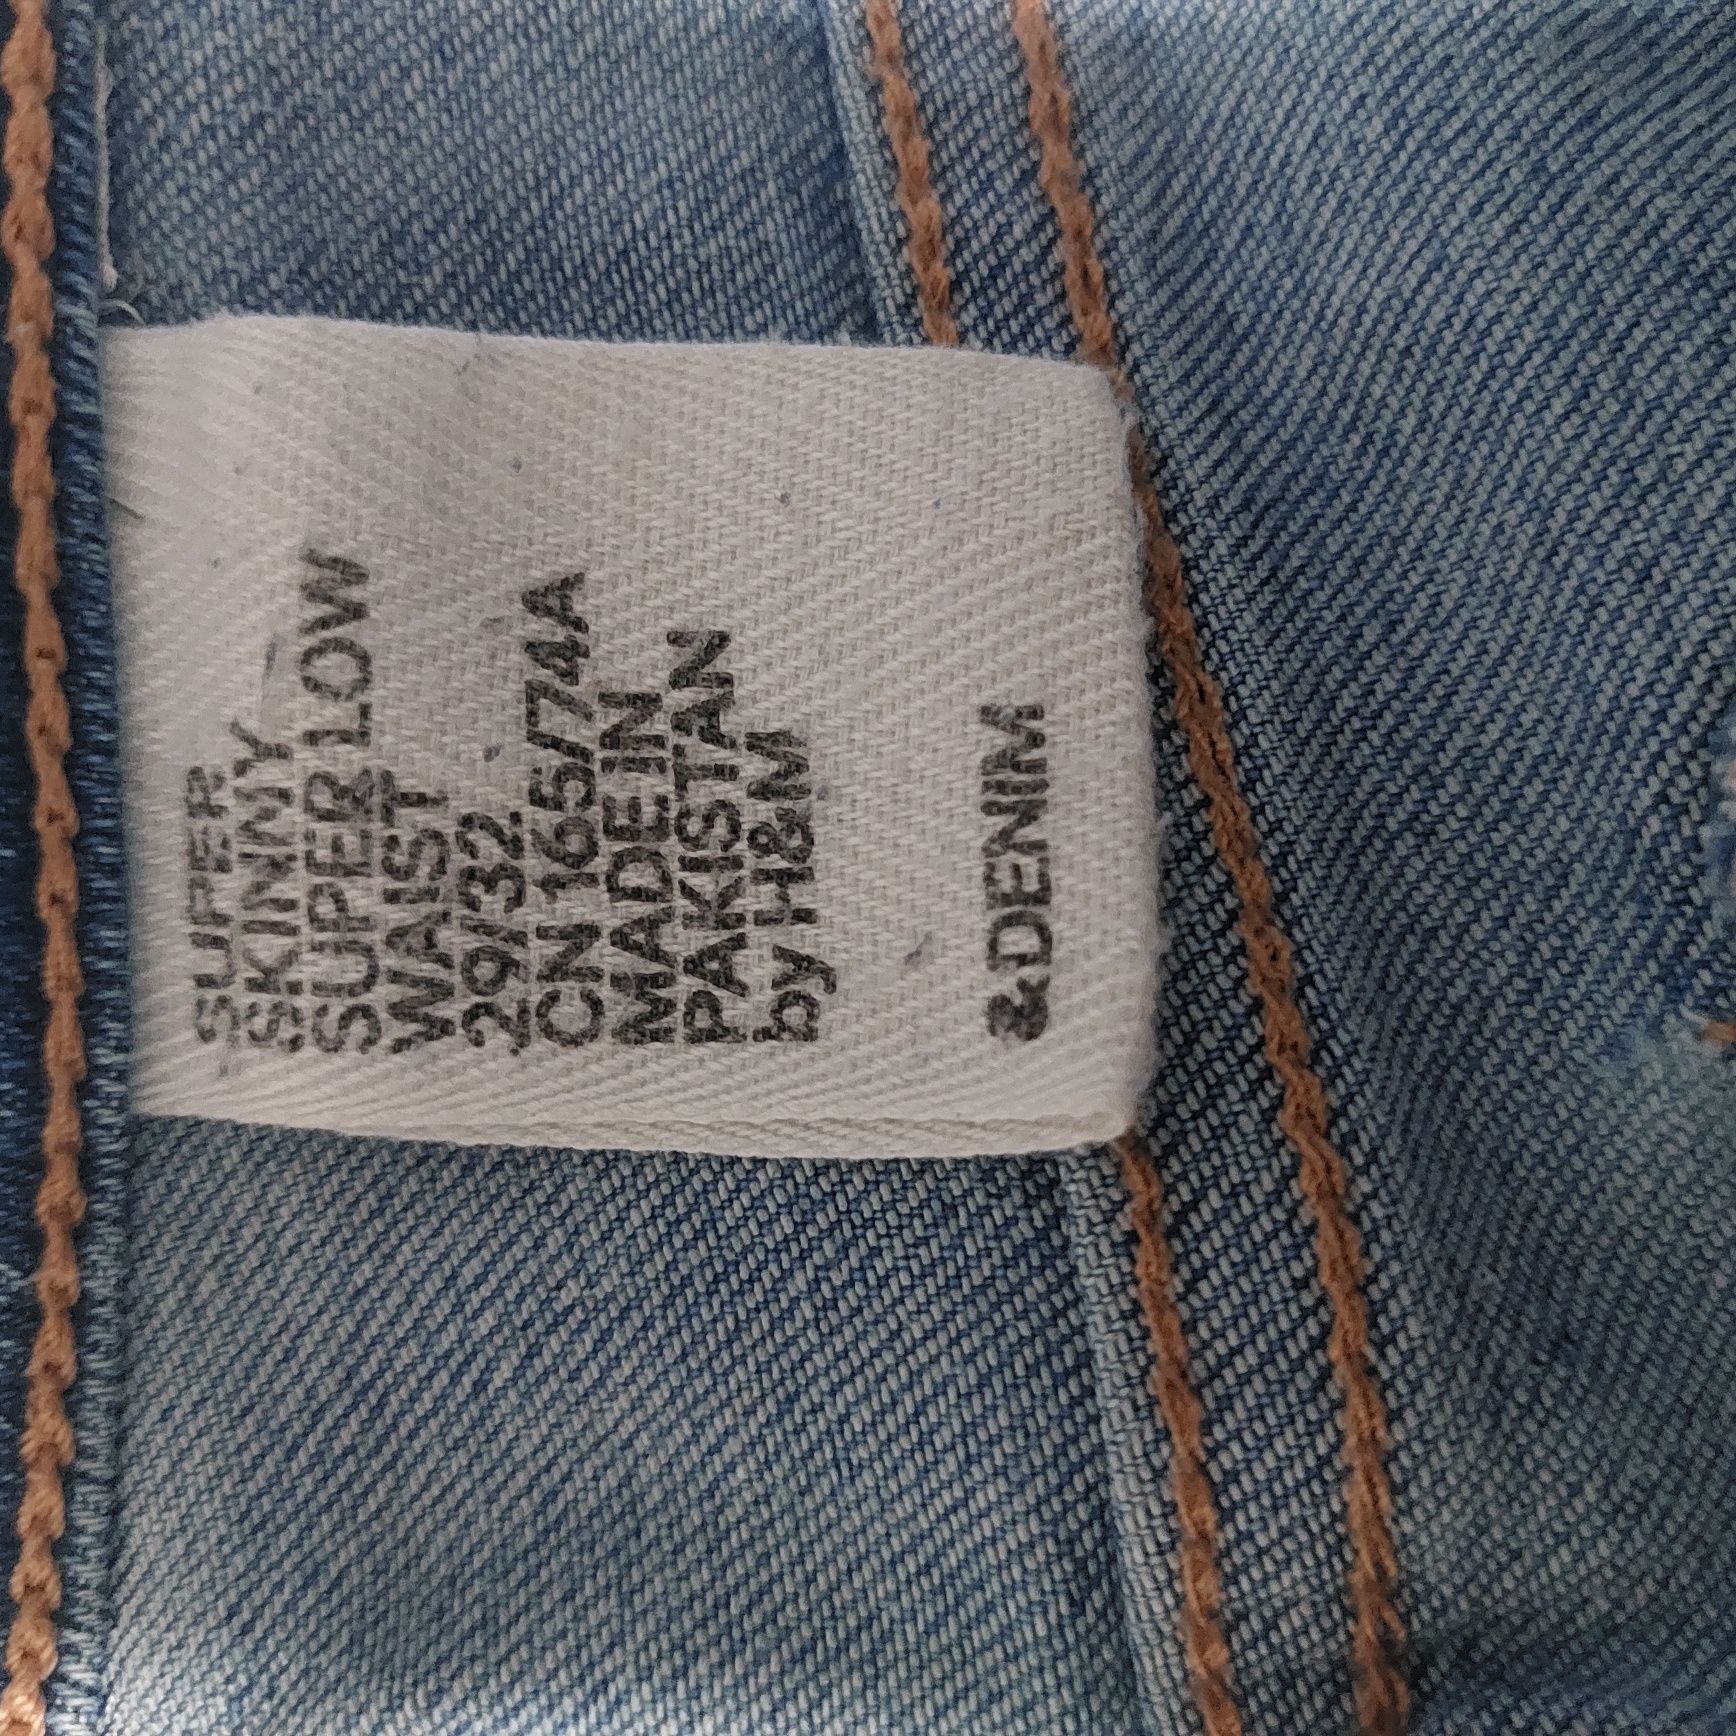 SUPER
SKINNY
SUPER LOW
WAIST
29/32
CN 165/74A
MADE IN
PAKISTAN
by H&M
&DENIM